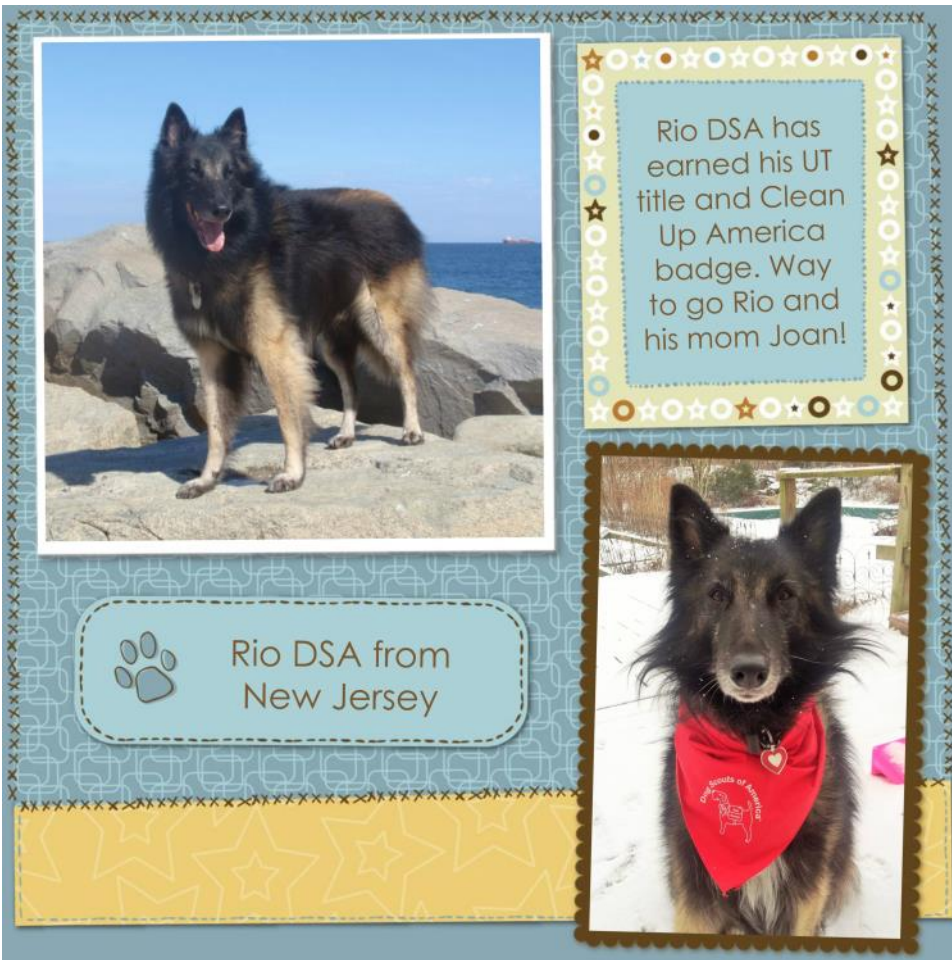 Rio DSA has
earned his UT
title and Clean
Up America
badge. Way
to go Rio and
his mom Joan!
Rio DSA from
New Jersey
Dog Scouts of America